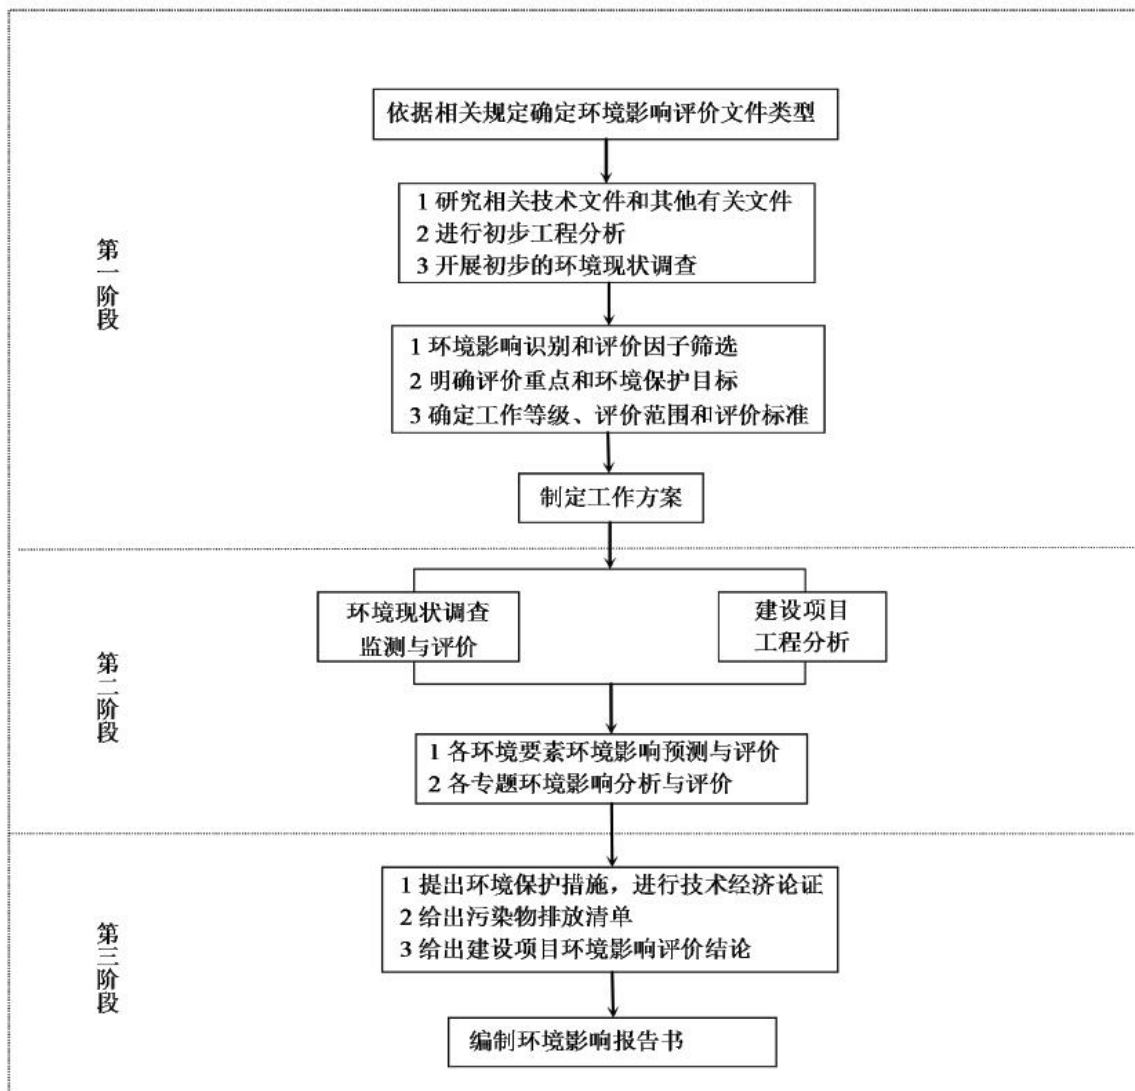 依据相关规定确定环境影响评价文件类型
第一阶段
1 研究相关技术文件和其他有关文件
2 进行初步工程分析
3 开展初步的环境现状调查
1 环境影响识别和评价因子筛选
2 明确评价重点和环境保护目标
3 确定工作等级、评价范围和评价标准
制定工作方案
第二阶段
环境现状调查
监测与评价
建设项目
工程分析
1 各环境要素环境影响预测与评价
2 各专题环境影响分析与评价
第三阶段
1 提出环境保护措施，进行技术经济论证
2 给出污染物排放清单
3 给出建设项目环境影响评价结论
编制环境影响报告书